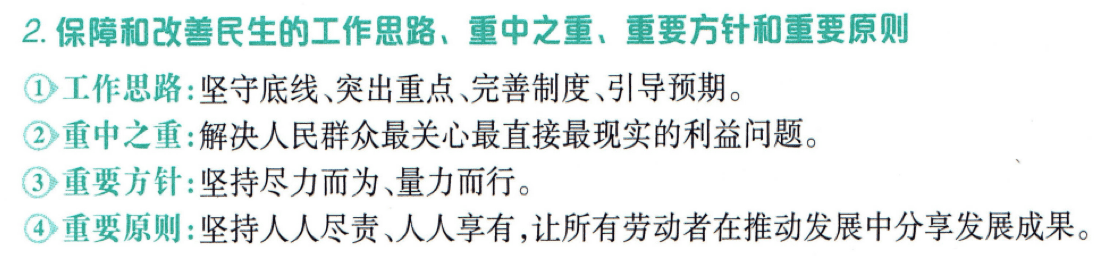 2. 保障和改善民生的工作思路、重中之重、重要方针和重要原则
①工作思路:坚守底线、突出重点、完善制度、引导预期。
②重中之重:解决人民群众最关心最直接最现实的利益问题。
③重要方针:坚持尽力而为、量力而行。
④重要原则:坚持人人尽责、人人享有,让所有劳动者在推动发展中分享发展成果。